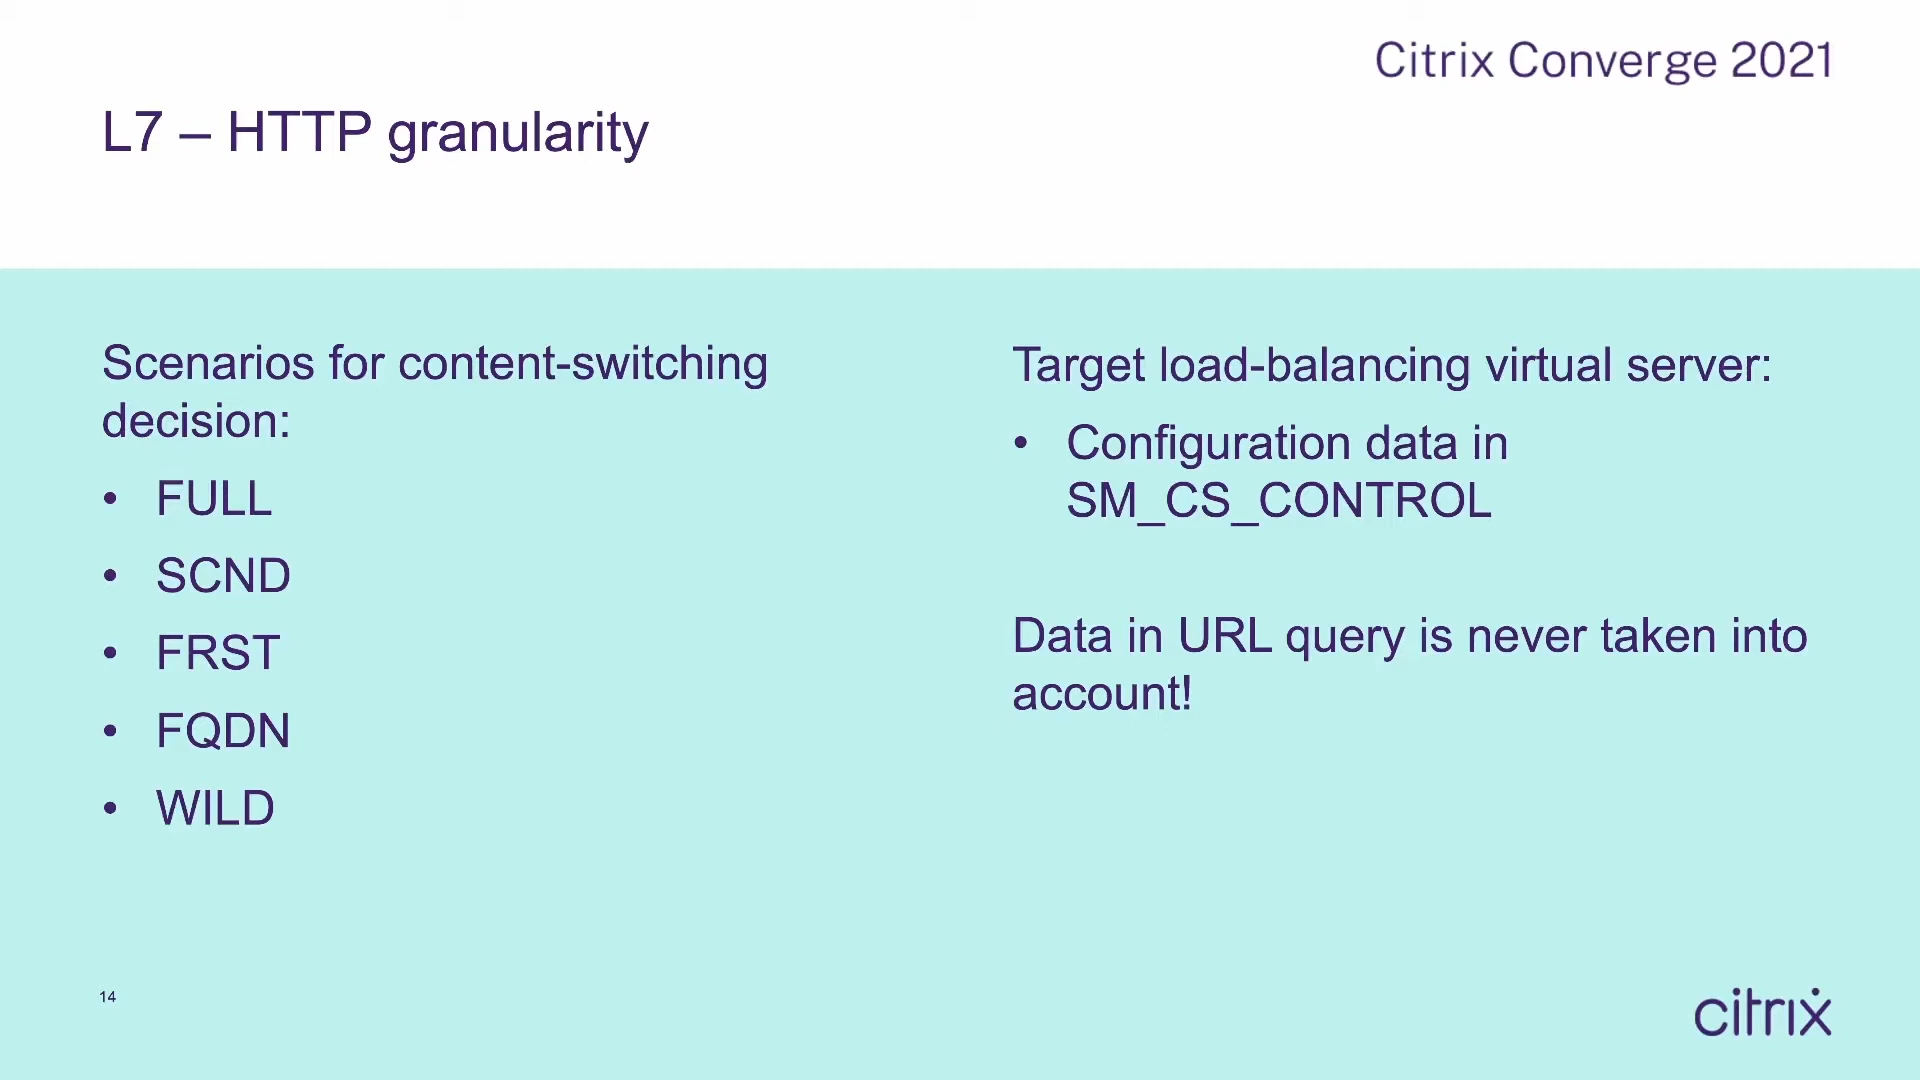 Citrix Converge 2021
L7 – HTTP granularity
Scenarios for content-switching
decision:
• FULL
• SCND
• FRST
• FQDN
• WILD
Target load-balancing virtual server:
• Configuration data in
SM_CS_CONTROL
Data in URL query is never taken into
account!
14
citrix